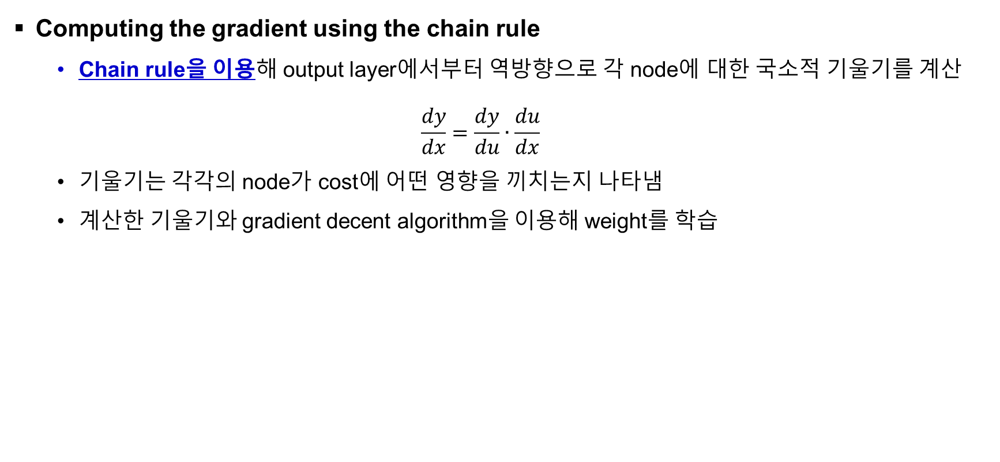 ▪ Computing the gradient using the chain rule
• Chain rule을 이용해 output layer에서부터 역방향으로 각 node에 대한 국소적 기울기를 계산
dy/dx = dy/du · du/dx
• 기울기는 각각의 node가 cost에 어떤 영향을 끼치는지 나타냄
• 계산한 기울기와 gradient decent algorithm을 이용해 weight를 학습